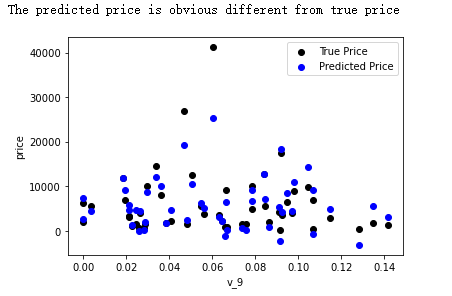 The predicted price is obvious different from true price
True Price
Predicted Price
40000
30000
20000
10000
0
price
0.00 0.02 0.04 0.06 0.08 0.10 0.12 0.14
v_9